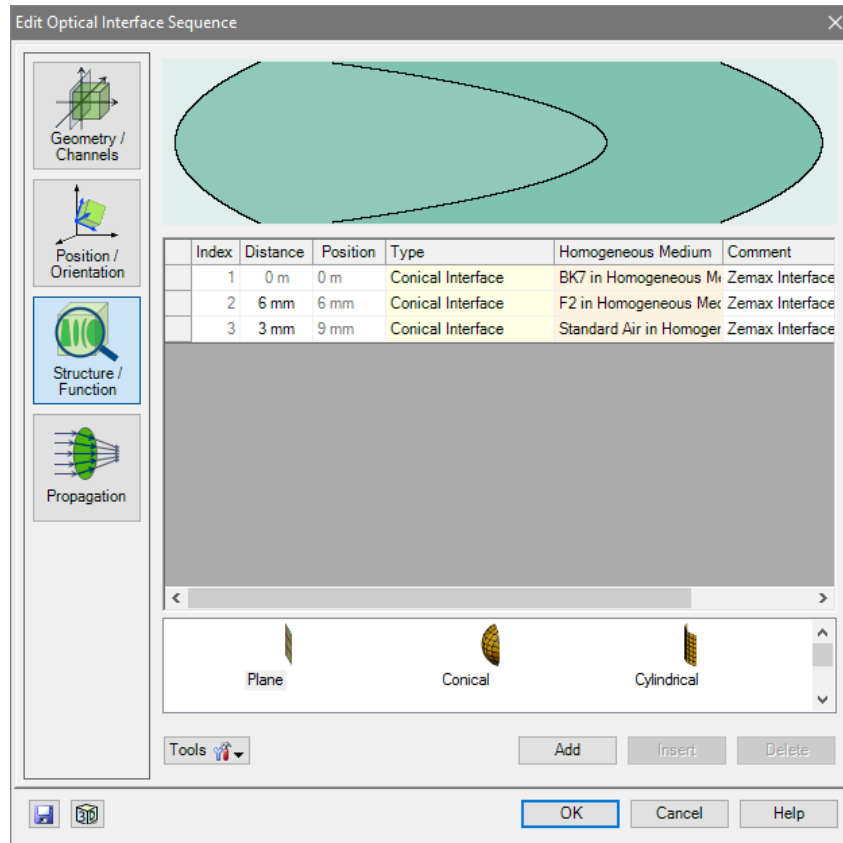 Edit Optical Interface Sequence
Geometry /
Channels
Position /
Orientation
Structure /
Function
Propagation
Index Distance Position Type Homogeneous Medium Comment
1 0 m 0 m Conical Interface BK7 in Homogeneous Me Zemax Interface
2 6 mm 6 mm Conical Interface F2 in Homogeneous Med Zemax Interface
3 3 mm 9 mm Conical Interface Standard Air in Homoger Zemax Interface
Plane Conical Cylindrical
Tools Add Insert Delete
3D OK Cancel Help